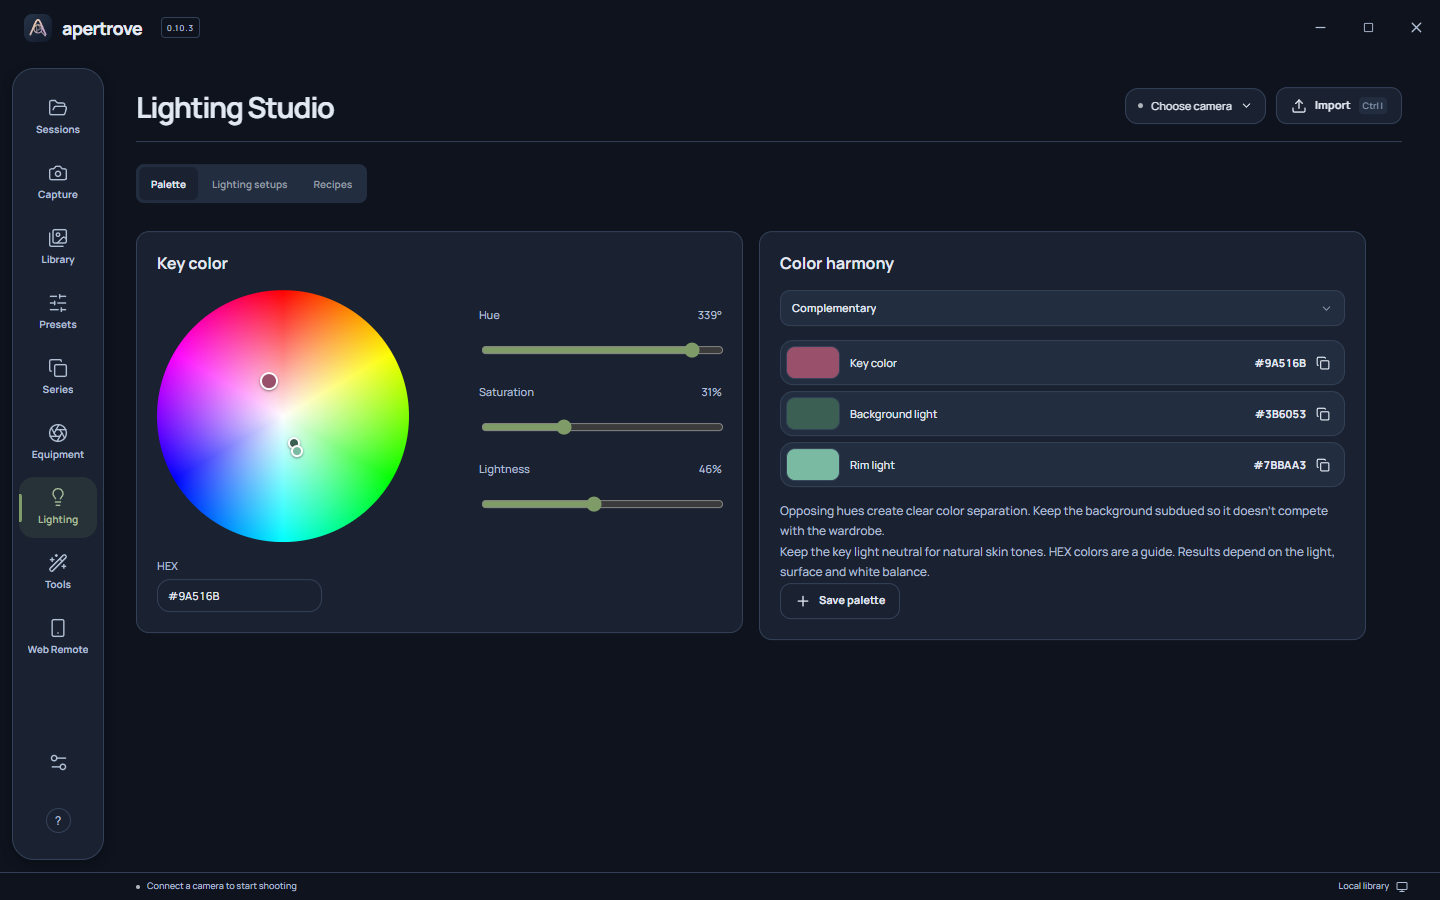 apertrove
0.10.3
Sessions
Capture
Library
Presets
Series
Equipment
Lighting
Tools
Web Remote
?
Lighting Studio
Choose camera
Import Ctrl I
Palette
Lighting setups
Recipes
Key color
Hue 339°
Saturation 31%
Lightness 46%
HEX
#9A516B
Color harmony
Complementary
Key color #9A516B
Background light #3B6053
Rim light #7BBAA3
Opposing hues create clear color separation. Keep the background subdued so it doesn't compete
with the wardrobe.
Keep the key light neutral for natural skin tones. HEX colors are a guide. Results depend on the light,
surface and white balance.
Save palette
Connect a camera to start shooting
Local library